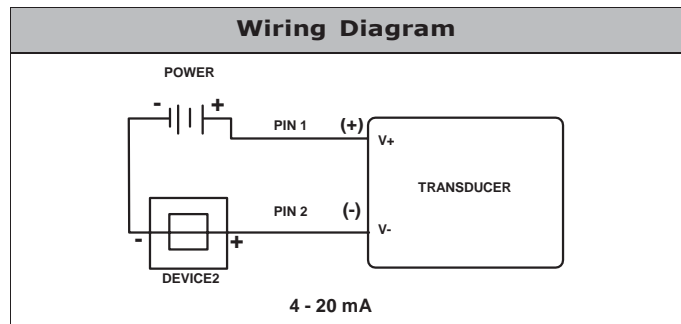 Wiring Diagram
POWER
- +
PIN 1 (+)
V+
TRANSDUCER
PIN 2 (-)
V-
- +
DEVICE2
4 - 20 mA